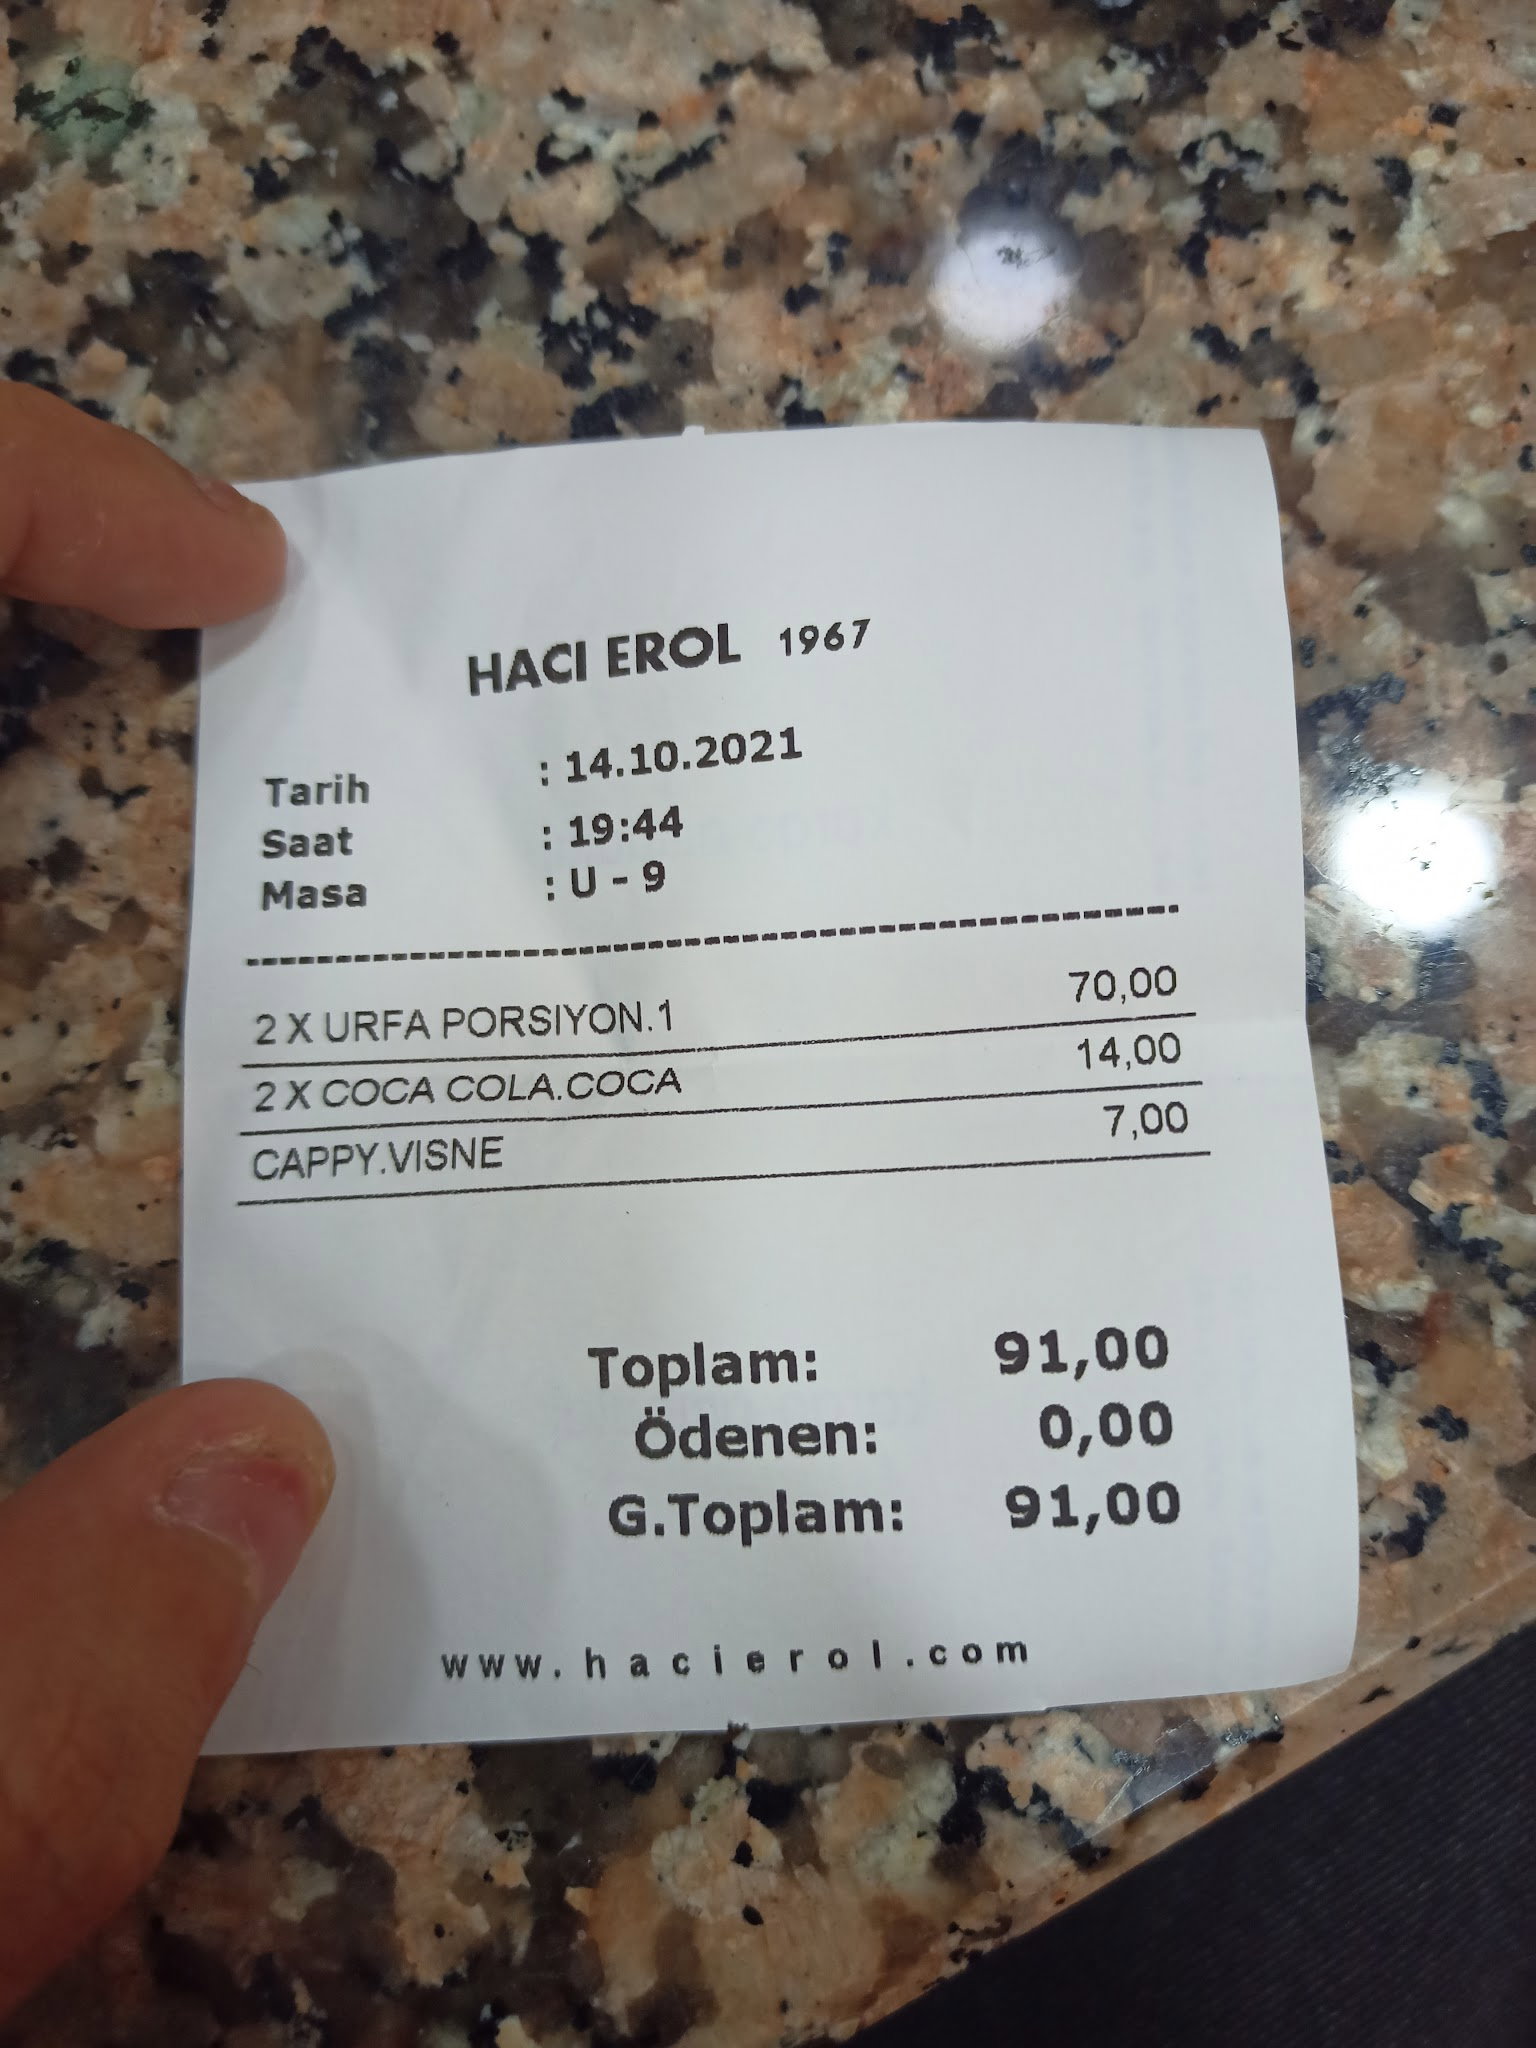 HACI EROL 1967
Tarih : 14.10.2021
Saat : 19:44
Masa : U - 9
--------------------------------------------------------
2 X URFA PORSIYON.1 70,00
2 X COCA COLA.COCA 14,00
CAPPY.VISNE 7,00
Toplam: 91,00
Ödenen: 0,00
G.Toplam: 91,00
www.hacierol.com